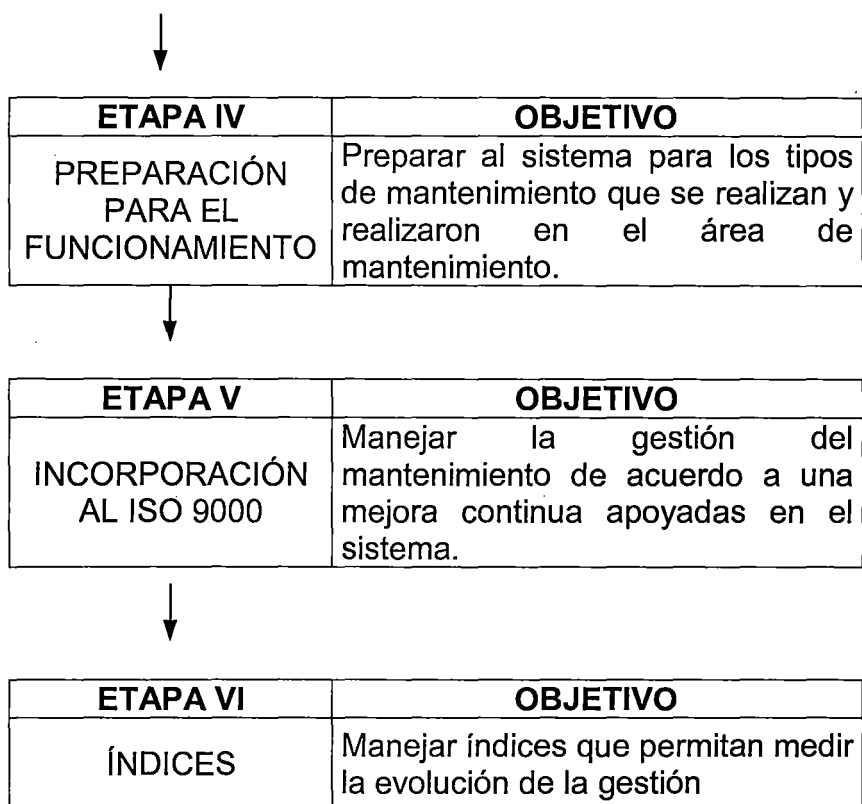 ETAPA IV OBJETIVO
PREPARACIÓN
PARA EL
FUNCIONAMIENTO
Preparar al sistema para los tipos
de mantenimiento que se realizan y
realizaron en el área de
mantenimiento.
ETAPA V OBJETIVO
INCORPORACIÓN
AL ISO 9000
Manejar la gestión del
mantenimiento de acuerdo a una
mejora continua apoyadas en el
sistema.
ETAPA VI OBJETIVO
ÍNDICES
Manejar índices que permitan medir
la evolución de la gestión